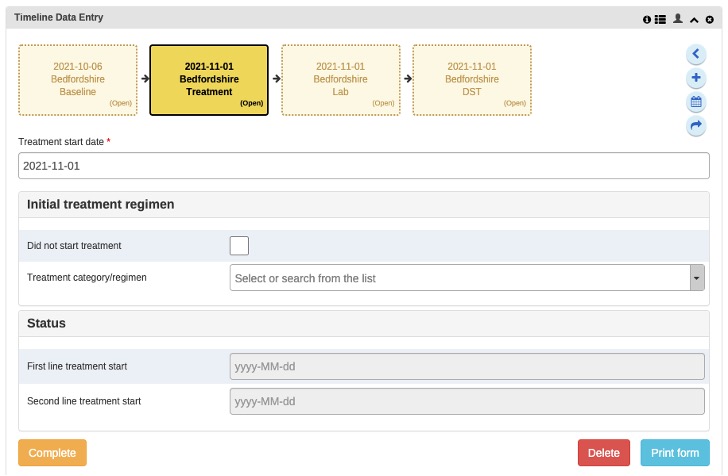 Timeline Data Entry
2021-10-06
Bedfordshire
Baseline
(Open)
2021-11-01
Bedfordshire
Treatment
(Open)
2021-11-01
Bedfordshire
Lab
(Open)
2021-11-01
Bedfordshire
DST
(Open)
Treatment start date *
2021-11-01
Initial treatment regimen
Did not start treatment
Treatment category/regimen
Select or search from the list
Status
First line treatment start
yyyy-MM-dd
Second line treatment start
yyyy-MM-dd
Complete
Delete
Print form